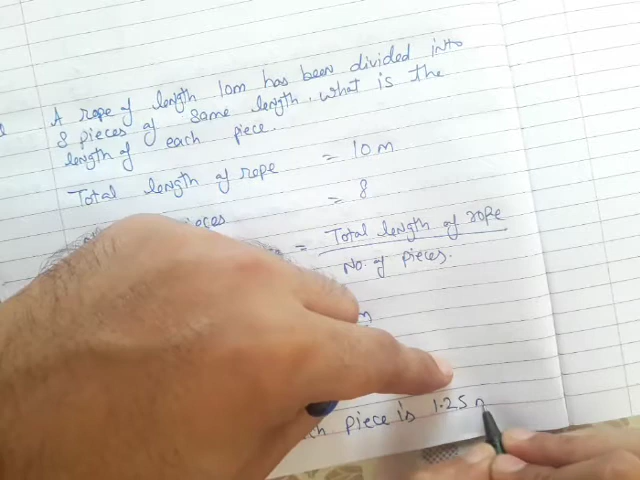 A rope of length 10m has been divided into
8 pieces of same length. what is the
length of each piece.
Total length of rope = 10 m
= 8
= Total length of rope
No. of pieces.
m
piece is 1.25